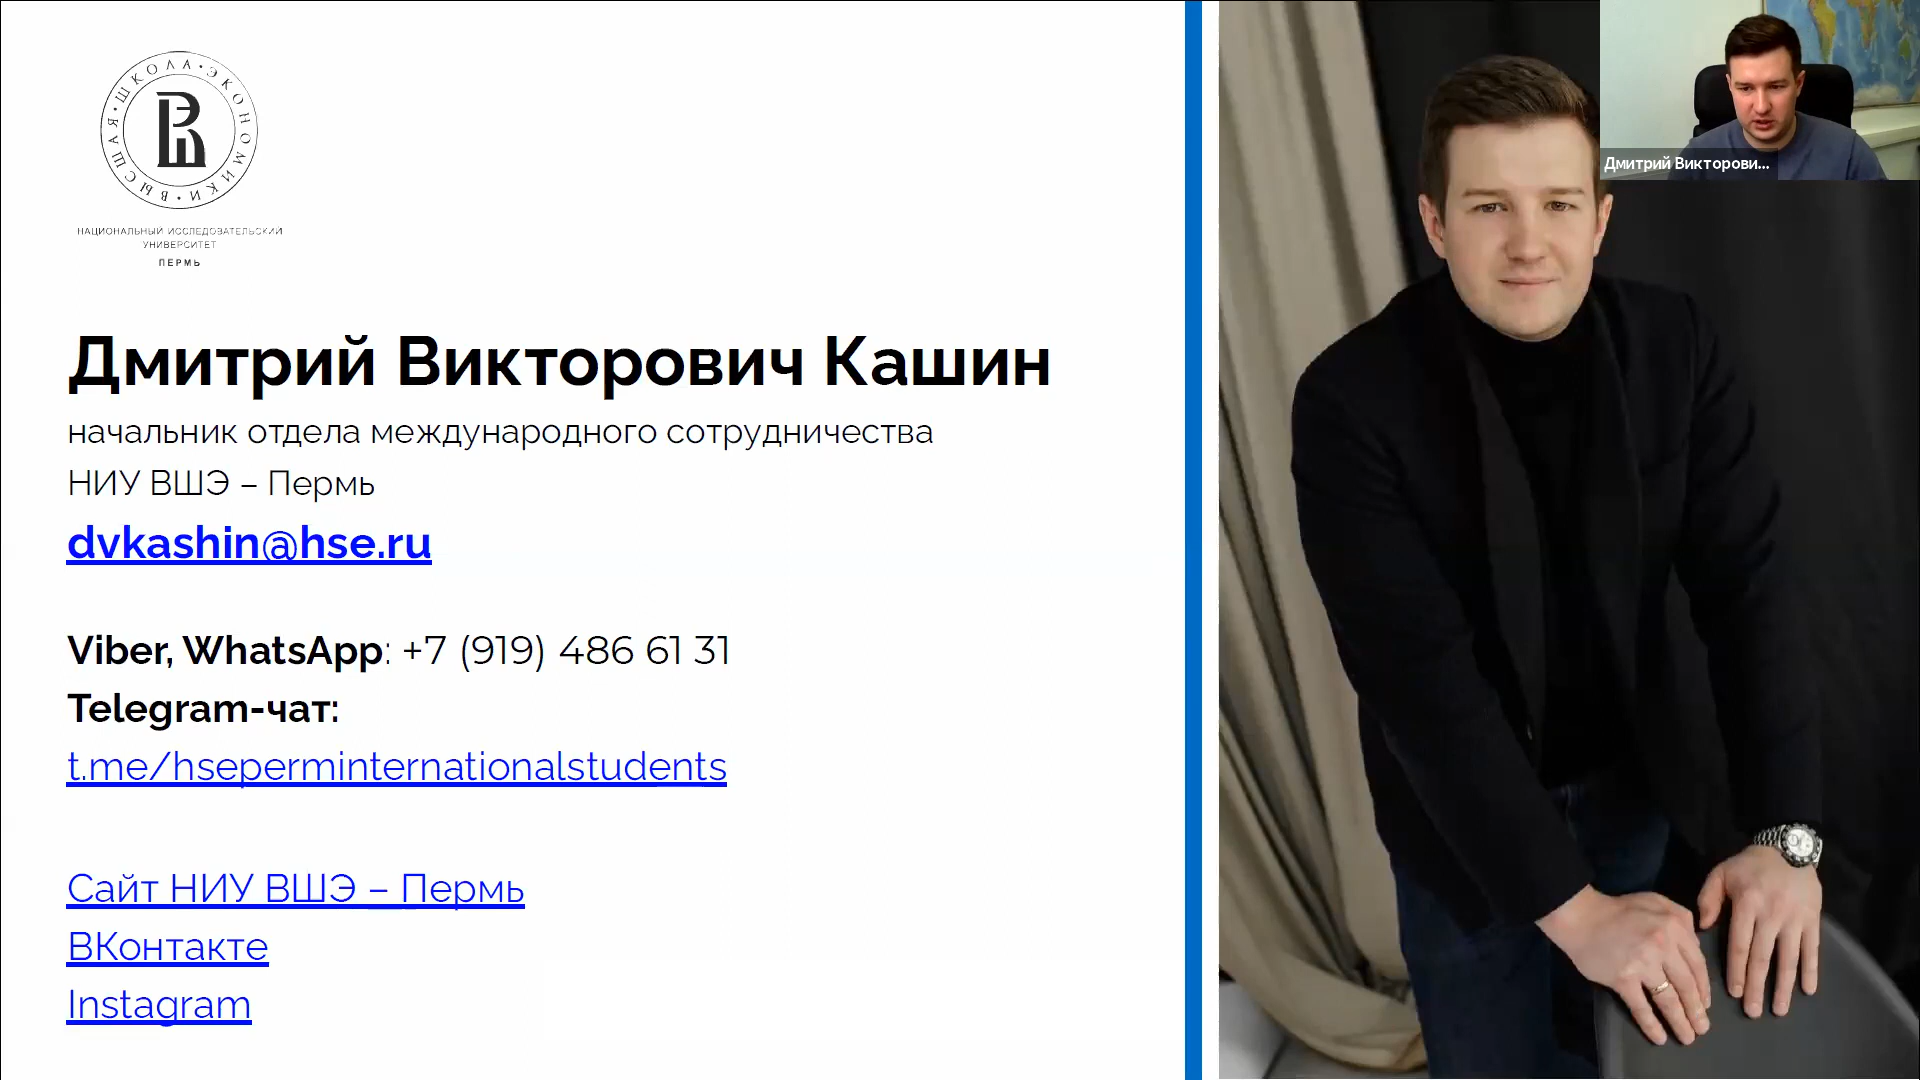 ВЫСШАЯ • ШКОЛА • ЭКОНОМИКИ •
НАЦИОНАЛЬНЫЙ ИССЛЕДОВАТЕЛЬСКИЙ
УНИВЕРСИТЕТ
ПЕРМЬ
Дмитрий Викторови...
Дмитрий Викторович Кашин
начальник отдела международного сотрудничества
НИУ ВШЭ – Пермь
dvkashin@hse.ru
Viber, WhatsApp: +7 (919) 486 61 31
Telegram-чат:
t.me/hseperminternationalstudents
Сайт НИУ ВШЭ – Пермь
ВКонтакте
Instagram